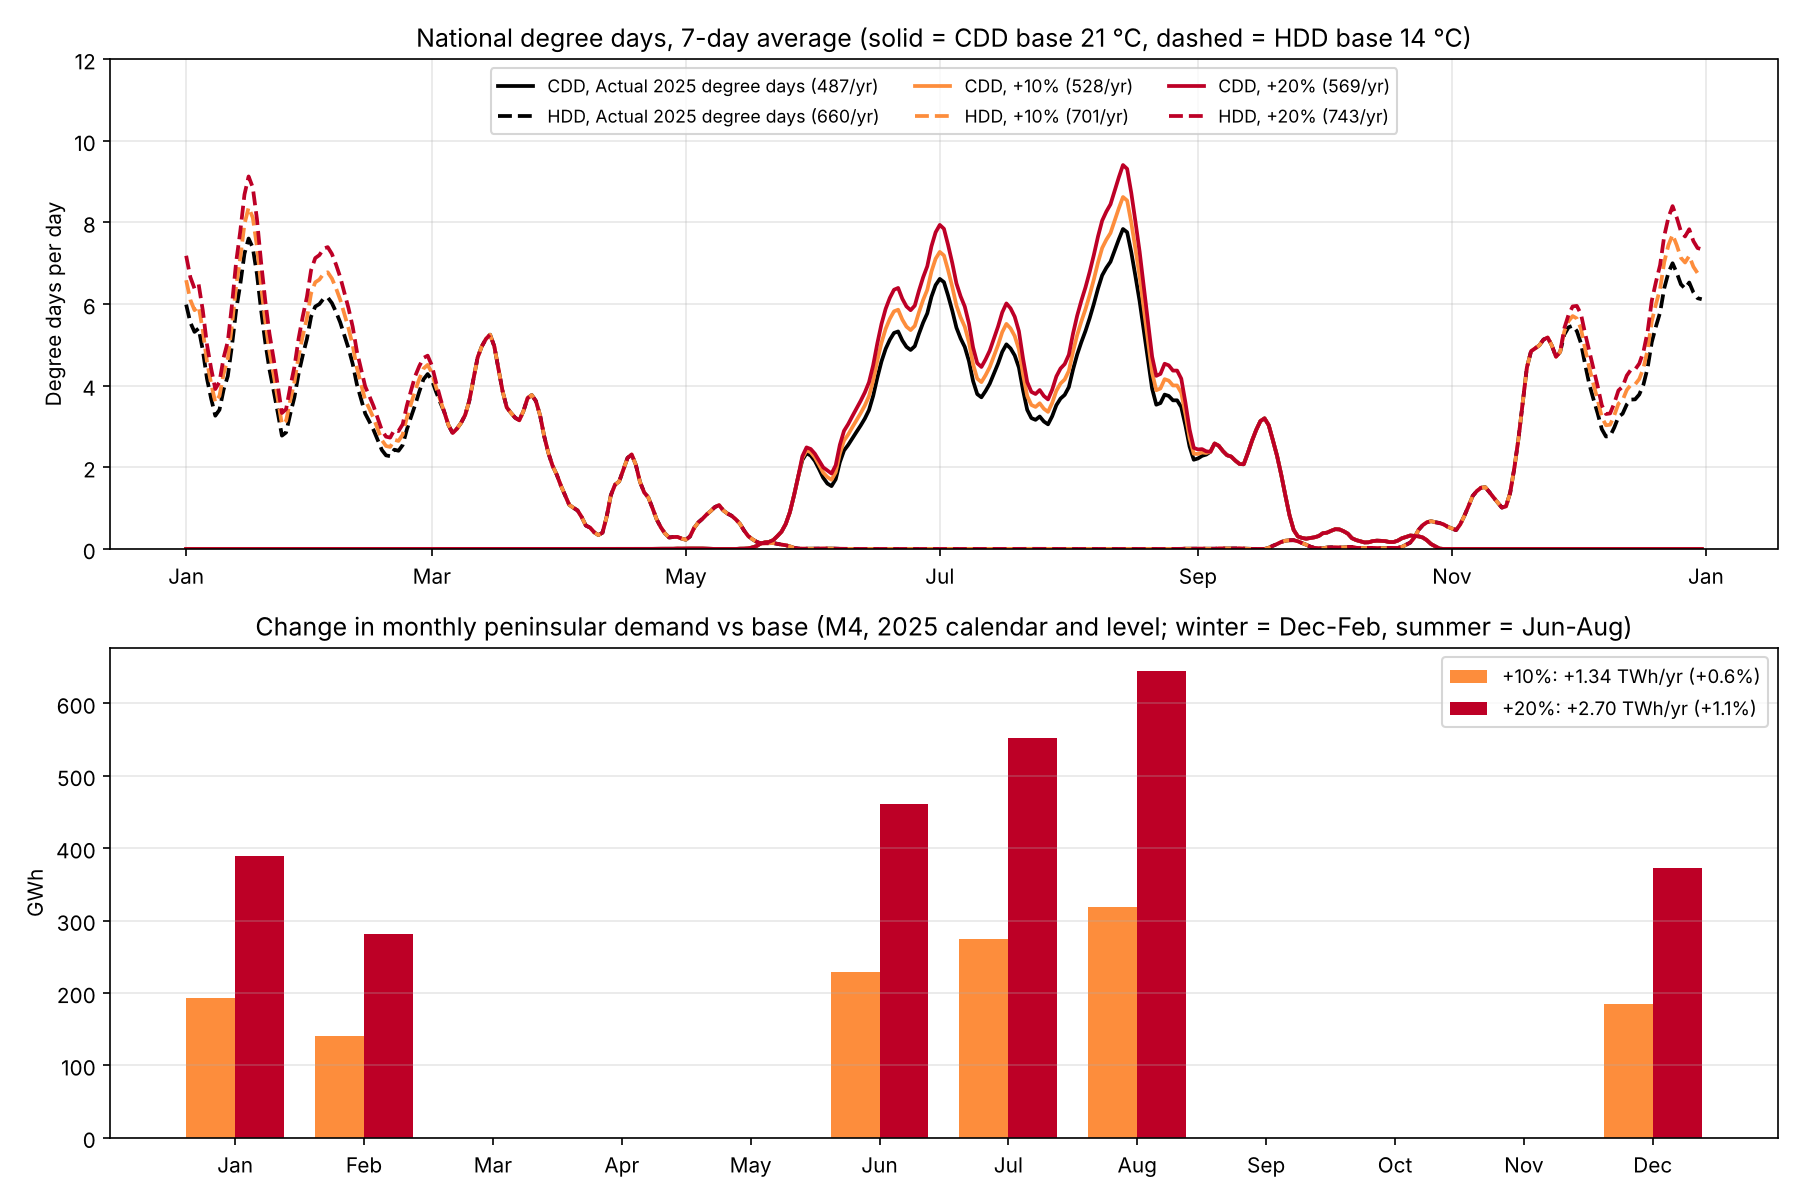 National degree days, 7-day average (solid = CDD base 21 °C, dashed = HDD base 14 °C)
CDD, Actual 2025 degree days (487/yr)
HDD, Actual 2025 degree days (660/yr)
CDD, +10% (528/yr)
HDD, +10% (701/yr)
CDD, +20% (569/yr)
HDD, +20% (743/yr)
Degree days per day
12
10
8
6
4
2
0
Jan Mar May Jul Sep Nov Jan
Change in monthly peninsular demand vs base (M4, 2025 calendar and level; winter = Dec-Feb, summer = Jun-Aug)
+10%: +1.34 TWh/yr (+0.6%)
+20%: +2.70 TWh/yr (+1.1%)
GWh
600
500
400
300
200
100
0
Jan Feb Mar Apr May Jun Jul Aug Sep Oct Nov Dec